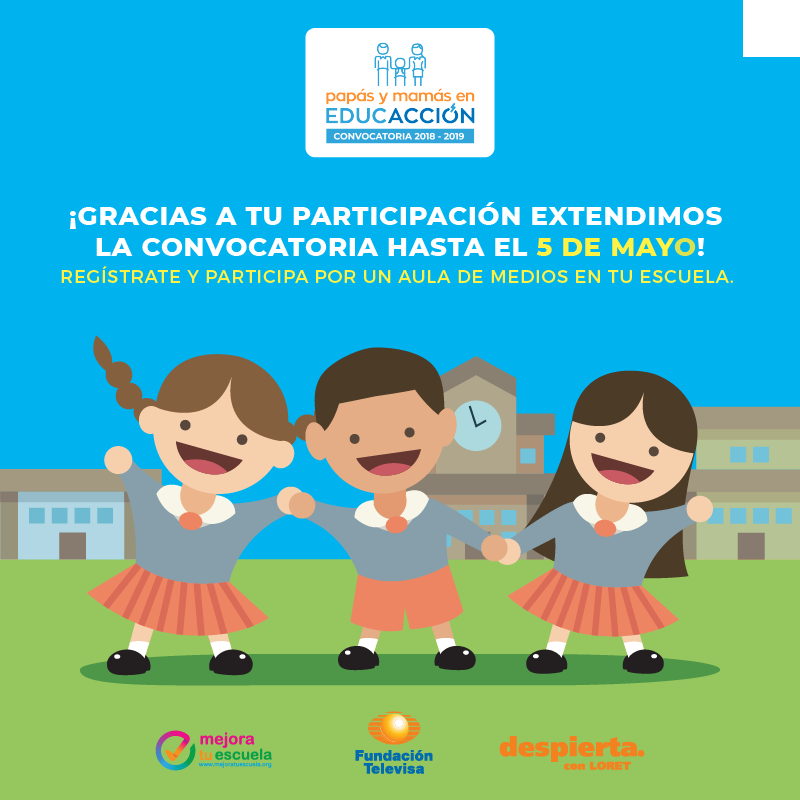 papás y mamás en
EDUCACCIÓN
CONVOCATORIA 2018 - 2019
¡GRACIAS A TU PARTICIPACIÓN EXTENDIMOS
LA CONVOCATORIA HASTA EL 5 DE MAYO!
REGÍSTRATE Y PARTICIPA POR UN AULA DE MEDIOS EN TU ESCUELA.
mejora
tu escuela
www.mejoratuescuela.org
Fundación
Televisa
despierta.
con LORET